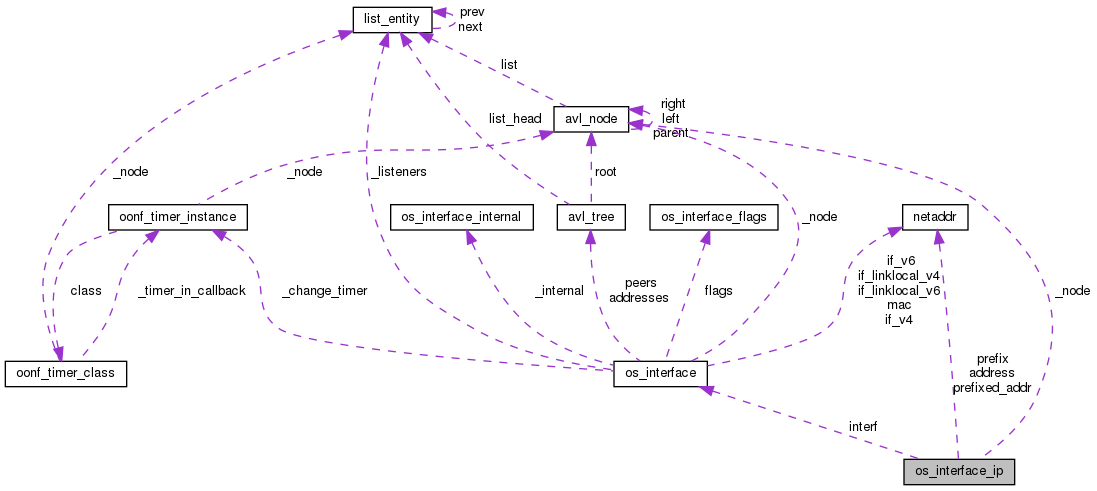 list_entity
prev
next
list
avl_node
right
left
parent
list_head
_node
_listeners
_node
root
_node
oonf_timer_instance
os_interface_internal
avl_tree
os_interface_flags
netaddr
class
_timer_in_callback
_change_timer
_internal
peers
addresses
flags
if_v6
if_linklocal_v4
if_linklocal_v6
mac
if_v4
_node
oonf_timer_class
os_interface
prefix
address
prefixed_addr
interf
os_interface_ip